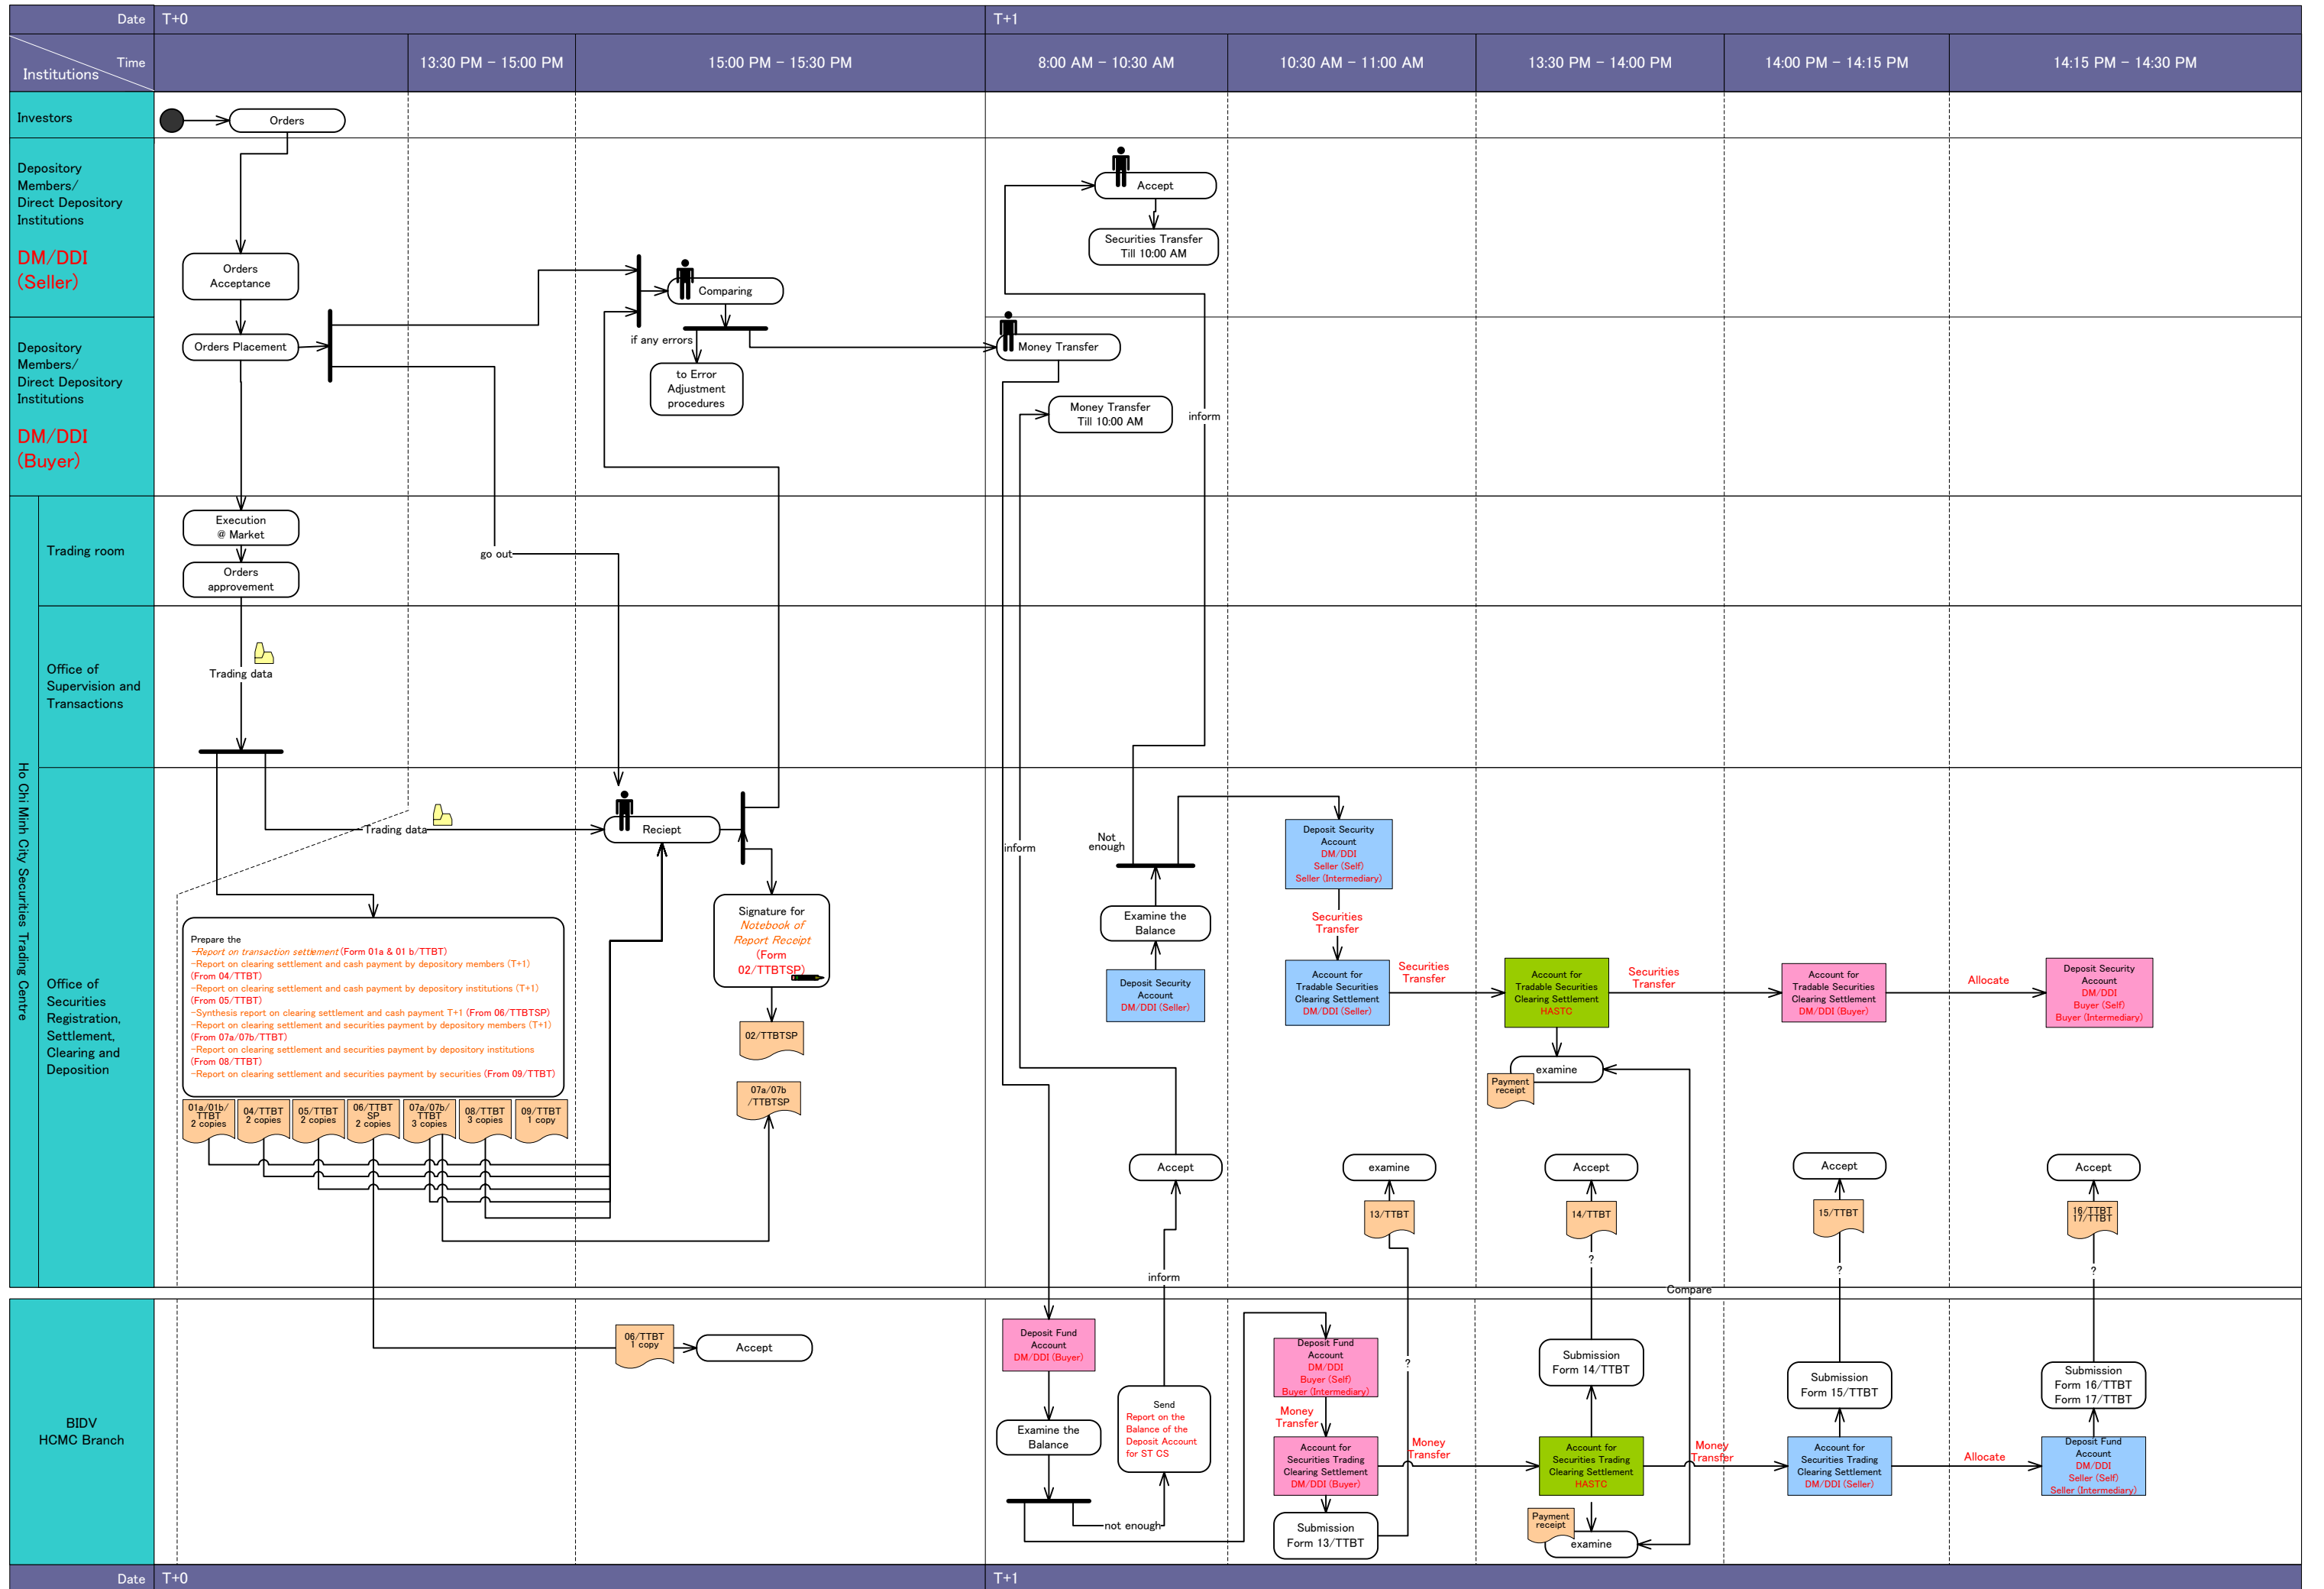 Date
T+0
T+1
Institutions
Time
13:30 PM - 15:00 PM
15:00 PM - 15:30 PM
8:00 AM - 10:30 AM
10:30 AM - 11:00 AM
13:30 PM - 14:00 PM
14:00 PM - 14:15 PM
14:15 PM - 14:30 PM
Investors
Orders
Depository
Members/
Direct Depository
Institutions
DM/DDI
(Seller)
Orders
Acceptance
Comparing
Accept
Securities Transfer
Till 10:00 AM
Depository
Members/
Direct Depository
Institutions
DM/DDI
(Buyer)
Orders Placement
if any errors
to Error
Adjustment
procedures
Money Transfer
Money Transfer
Till 10:00 AM
inform
Ho Chi Minh City Securities Trading Centre
Trading room
Execution
@ Market
Orders
approvement
go out
Office of
Supervision and
Transactions
Trading data
Office of
Securities
Registration,
Settlement,
Clearing and
Deposition
Trading data
Reciept
Signature for
Notebook of
Report Receipt
(Form
02/TTBTSP)
02/TTBTSP
07a/07b
/TTBTSP
Prepare the
-Report on transaction settlement (Form 01a & 01 b/TTBT)
-Report on clearing settlement and cash payment by depository members (T+1)
(From 04/TTBT)
-Report on clearing settlement and cash payment by depository institutions (T+1)
(From 05/TTBT)
-Synthesis report on clearing settlement and cash payment T+1 (From 06/TTBTSP)
-Report on clearing settlement and securities payment by depository members (T+1)
(From 07a/07b/TTBT)
-Report on clearing settlement and securities payment by depository institutions
(From 08/TTBT)
-Report on clearing settlement and securities payment by securities (From 09/TTBT)
01a/01b/
TTBT
2 copies
04/TTBT
2 copies
05/TTBT
2 copies
06/TTBT
SP
2 copies
07a/07b/
TTBT
3 copies
08/TTBT
3 copies
09/TTBT
1 copy
inform
Not
enough
Examine the
Balance
Deposit Security
Account
DM/DDI (Seller)
Deposit Security
Account
DM/DDI
Seller (Self)
Seller (Intermediary)
Securities
Transfer
Account for
Tradable Securities
Clearing Settlement
DM/DDI (Seller)
Securities
Transfer
Account for
Tradable Securities
Clearing Settlement
HASTC
Securities
Transfer
Account for
Tradable Securities
Clearing Settlement
DM/DDI (Buyer)
Allocate
Deposit Security
Account
DM/DDI
Buyer (Self)
Buyer (Intermediary)
examine
Payment
receipt
Accept
examine
Accept
Accept
Accept
13/TTBT
14/TTBT
15/TTBT
16/TTBT
17/TTBT
inform
?
?
?
Compare
BIDV
HCMC Branch
06/TTBT
1 copy
Accept
Deposit Fund
Account
DM/DDI (Buyer)
Examine the
Balance
Send
Report on the
Balance of the
Deposit Account
for ST CS
not enough
Deposit Fund
Account
DM/DDI
Buyer (Self)
Buyer (Intermediary)
?
Money
Transfer
Account for
Securities Trading
Clearing Settlement
DM/DDI (Buyer)
Submission
Form 13/TTBT
Money
Transfer
Submission
Form 14/TTBT
Account for
Securities Trading
Clearing Settlement
HASTC
Payment
receipt
examine
Money
Transfer
Submission
Form 15/TTBT
Account for
Securities Trading
Clearing Settlement
DM/DDI (Seller)
Allocate
Submission
Form 16/TTBT
Form 17/TTBT
Deposit Fund
Account
DM/DDI
Seller (Self)
Seller (Intermediary)
Date
T+0
T+1